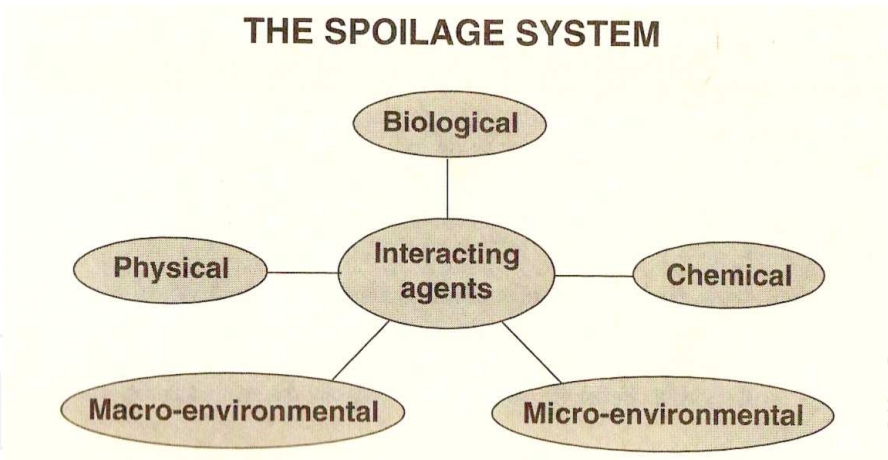 THE SPOILAGE SYSTEM
Biological
Physical
Interacting
agents
Chemical
Macro-environmental
Micro-environmental